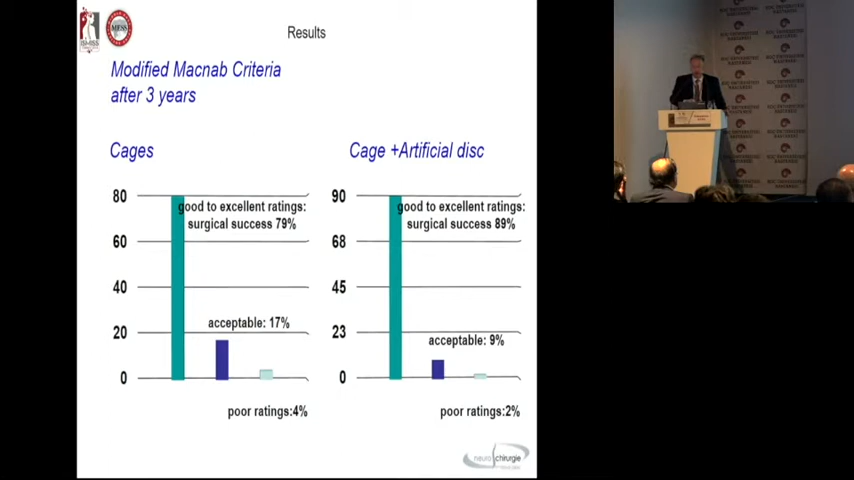 Results
Modified Macnab Criteria
after 3 years
Cages
Cage +Artificial disc
80
good to excellent ratings:
surgical success 79%
60
40
acceptable: 17%
20
0
poor ratings:4%
90
good to excellent ratings:
surgical success 89%
68
45
23
acceptable: 9%
0
poor ratings:2%
neuro chirurgie